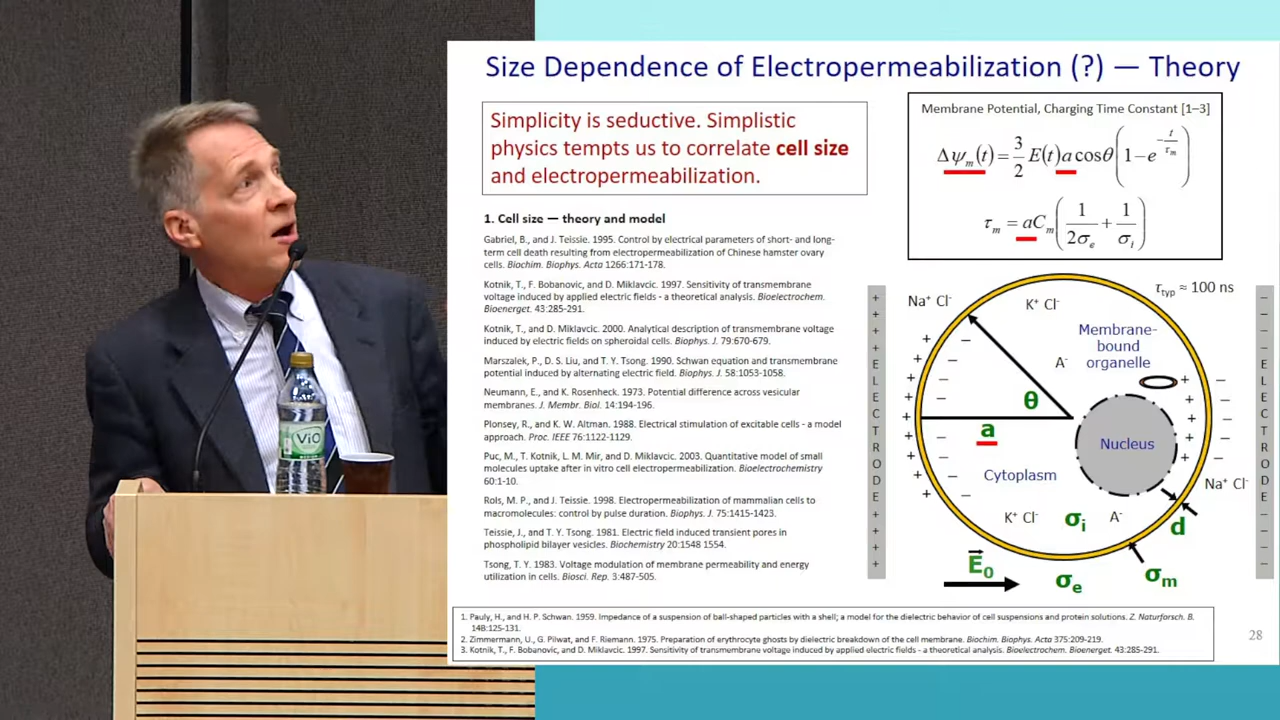 Size Dependence of Electropermeabilization (?) — Theory
Simplicity is seductive. Simplistic
physics tempts us to correlate cell size
and electropermeabilization.
1. Cell size — theory and model
Gabriel, B., and J. Teissie. 1995. Control by electrical parameters of short- and long-
term cell death resulting from electropermeabilization of Chinese hamster ovary
cells. Biochim. Biophys. Acta 1266:171-178.
Kotnik, T., F. Bobanovic, and D. Miklavcic. 1997. Sensitivity of transmembrane
voltage induced by applied electric fields - a theoretical analysis. Bioelectrochem.
Bioenerget. 43:285-291.
Kotnik, T., and D. Miklavcic. 2000. Analytical description of transmembrane voltage
induced by electric fields on spheroidal cells. Biophys. J. 79:670-679.
Marszalek, P., D. S. Liu, and T. Y. Tsong. 1990. Schwan equation and transmembrane
potential induced by alternating electric field. Biophys. J. 58:1053-1058.
Neumann, E., and K. Rosenheck. 1973. Potential difference across vesicular
membranes. J. Membr. Biol. 14:194-196.
Plonsey, R., and K. W. Altman. 1988. Electrical stimulation of excitable cells - a model
approach. Proc. IEEE 76:1122-1129.
Puc, M., T. Kotnik, L. M. Mir, and D. Miklavcic. 2003. Quantitative model of small
molecules uptake after in vitro cell electropermeabilization. Bioelectrochemistry
60:1-10.
Rols, M. P., and J. Teissie. 1998. Electropermeabilization of mammalian cells to
macromolecules: control by pulse duration. Biophys. J. 75:1415-1423.
Teissie, J., and T. Y. Tsong. 1981. Electric field induced transient pores in
phospholipid bilayer vesicles. Biochemistry 20:1548 1554.
Tsong, T. Y. 1983. Voltage modulation of membrane permeability and energy
utilization in cells. Biosci. Rep. 3:487-505.
Membrane Potential, Charging Time Constant [1–3]
Δψm(t) = 3/2 E(t) a cosθ (1 − e^(−t/τm))
τm = aCm (1/2σe + 1/σi)
τtyp ≈ 100 ns
Na⁺ Cl⁻
K⁺ Cl⁻
Membrane-
bound
organelle
A⁻
θ
a
Nucleus
Cytoplasm
Na⁺ Cl⁻
K⁺ Cl⁻
σi
A⁻
d
E0
σe
σm
+ + + + ELECTRODE + + + +
− − − − ELECTRODE − − − −
1. Pauly, H., and H. P. Schwan. 1959. Impedance of a suspension of ball-shaped particles with a shell; a model for the dielectric behavior of cell suspensions and protein solutions. Z. Naturforsch. B.
14B:125-131.
2. Zimmermann, U., G. Pilwat, and F. Riemann. 1975. Preparation of erythrocyte ghosts by dielectric breakdown of the cell membrane. Biochim. Biophys. Acta 375:209-219.
3. Kotnik, T., F. Bobanovic, and D. Miklavcic. 1997. Sensitivity of transmembrane voltage induced by applied electric fields - a theoretical analysis. Bioelectrochem. Bioenerget. 43:285-291.
28
ViO